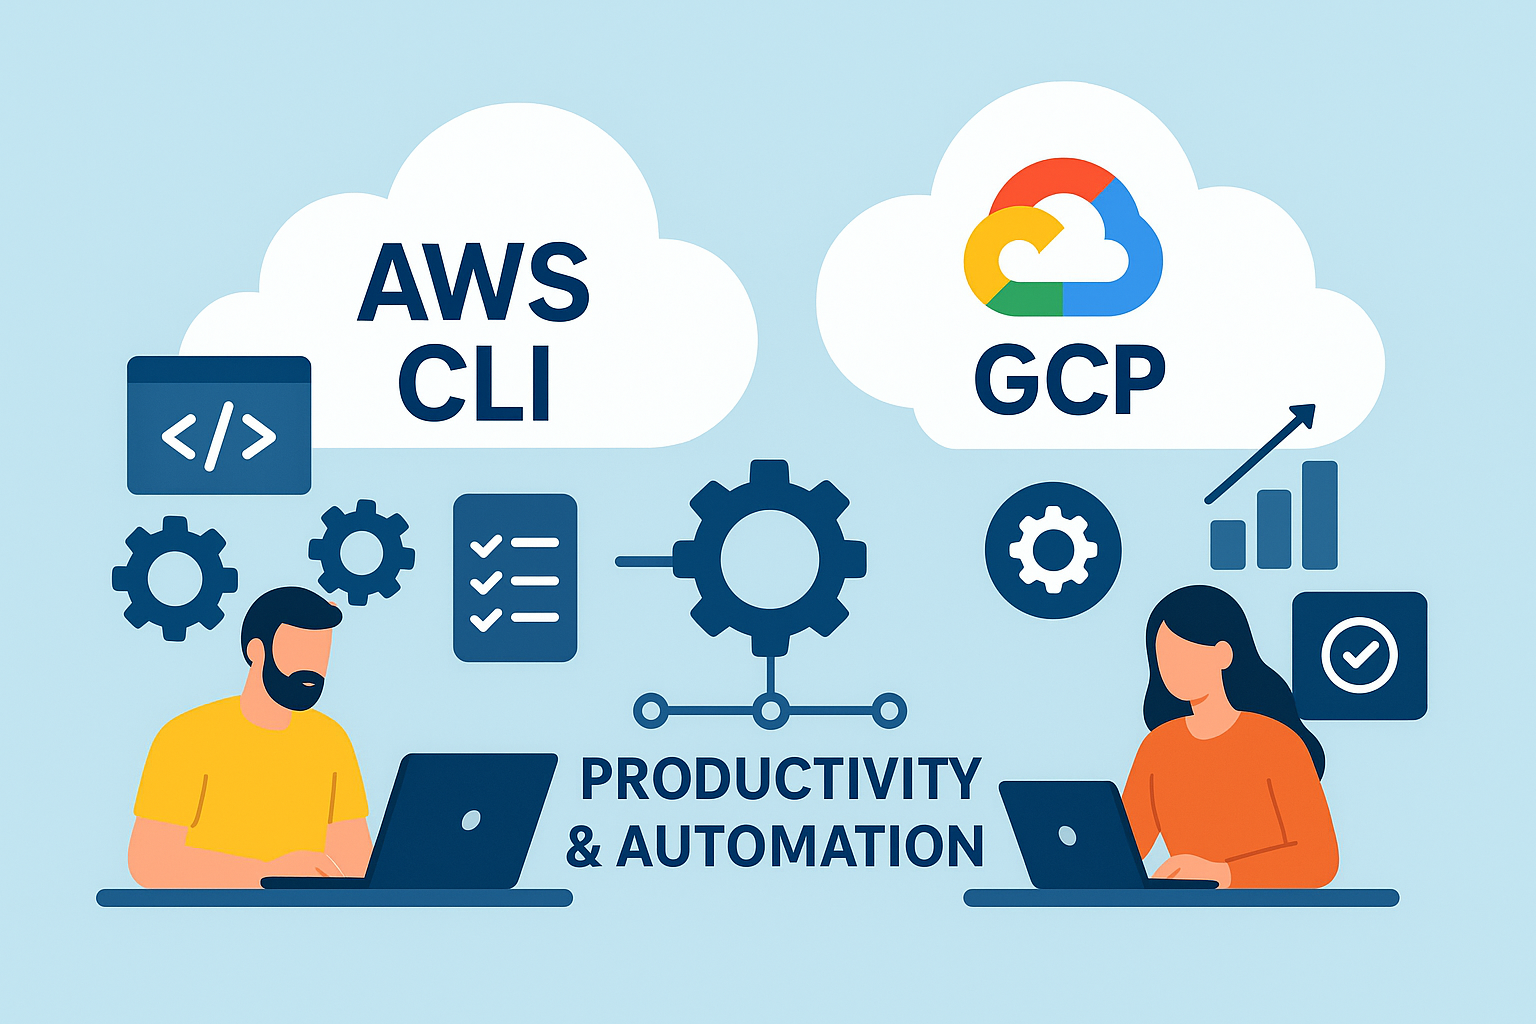 AWS
CLI
GCP
</>
PRODUCTIVITY
& AUTOMATION